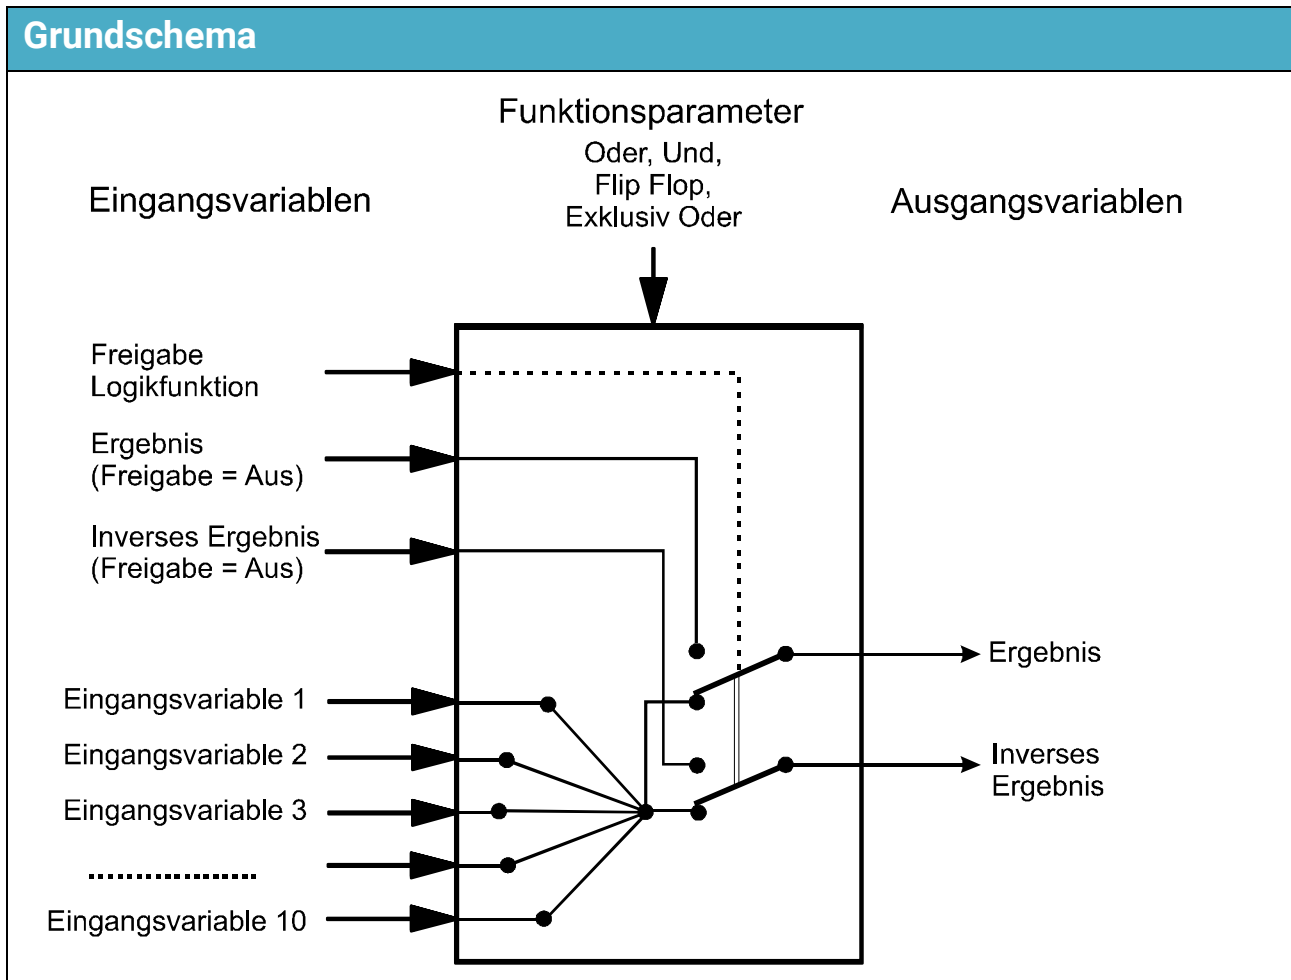 Grundschema
Funktionsparameter
Oder, Und,
Flip Flop,
Exklusiv Oder
Eingangsvariablen
Ausgangsvariablen
Freigabe
Logikfunktion
Ergebnis
(Freigabe = Aus)
Inverses Ergebnis
(Freigabe = Aus)
Eingangsvariable 1
Eingangsvariable 2
Eingangsvariable 3
Eingangsvariable 10
Ergebnis
Inverses
Ergebnis